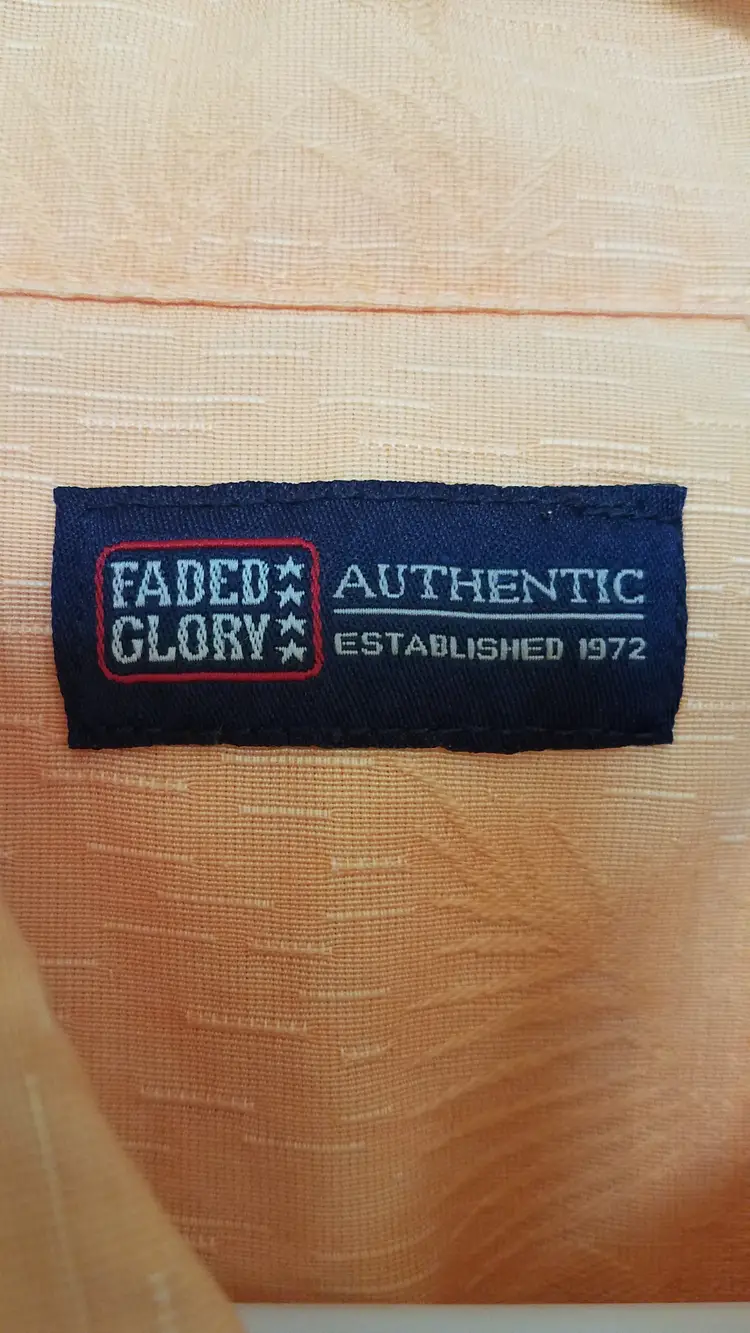 FADED
GLORY
AUTHENTIC
ESTABLISHED 1972